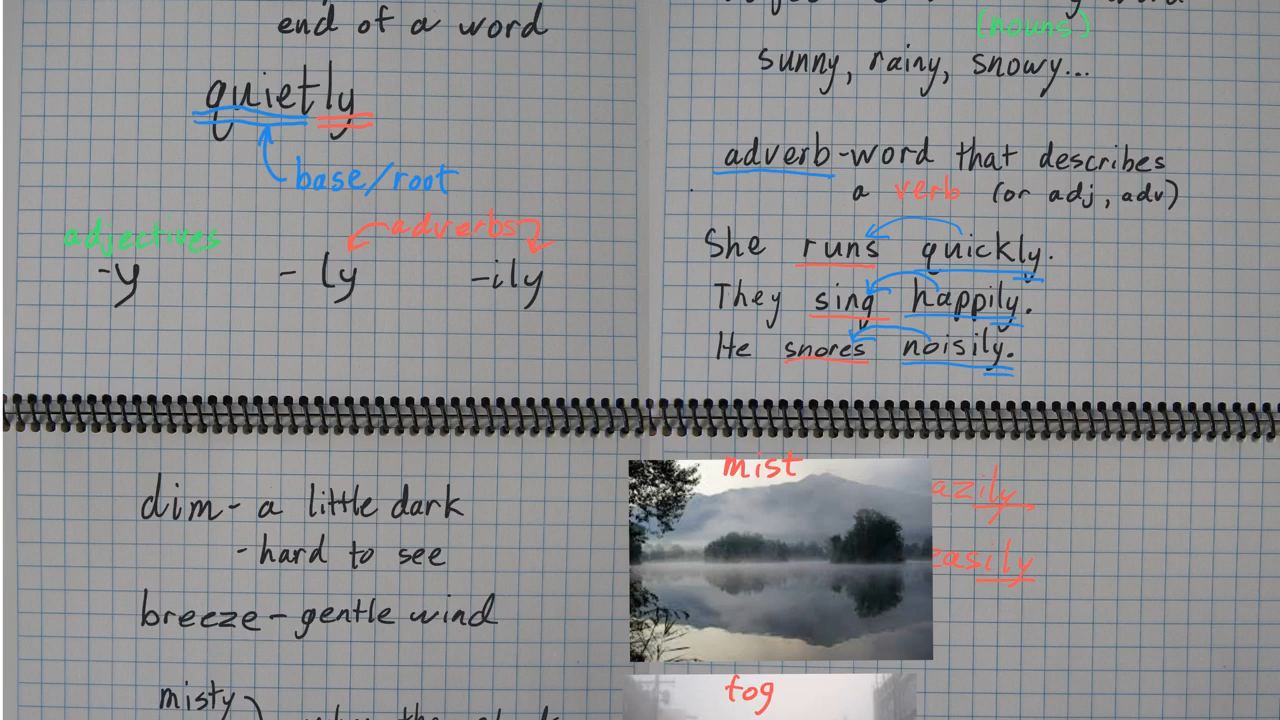 end of a word
quietly
base/root
adjectives
adverbs
-y -ly -ily
(nouns)
sunny, rainy, snowy...
adverb-word that describes
a verb (or adj, adv)
She runs quickly.
They sing happily.
He snores noisily.
dim- a little dark
- hard to see
breeze- gentle wind
misty
mist
azily
easily
fog